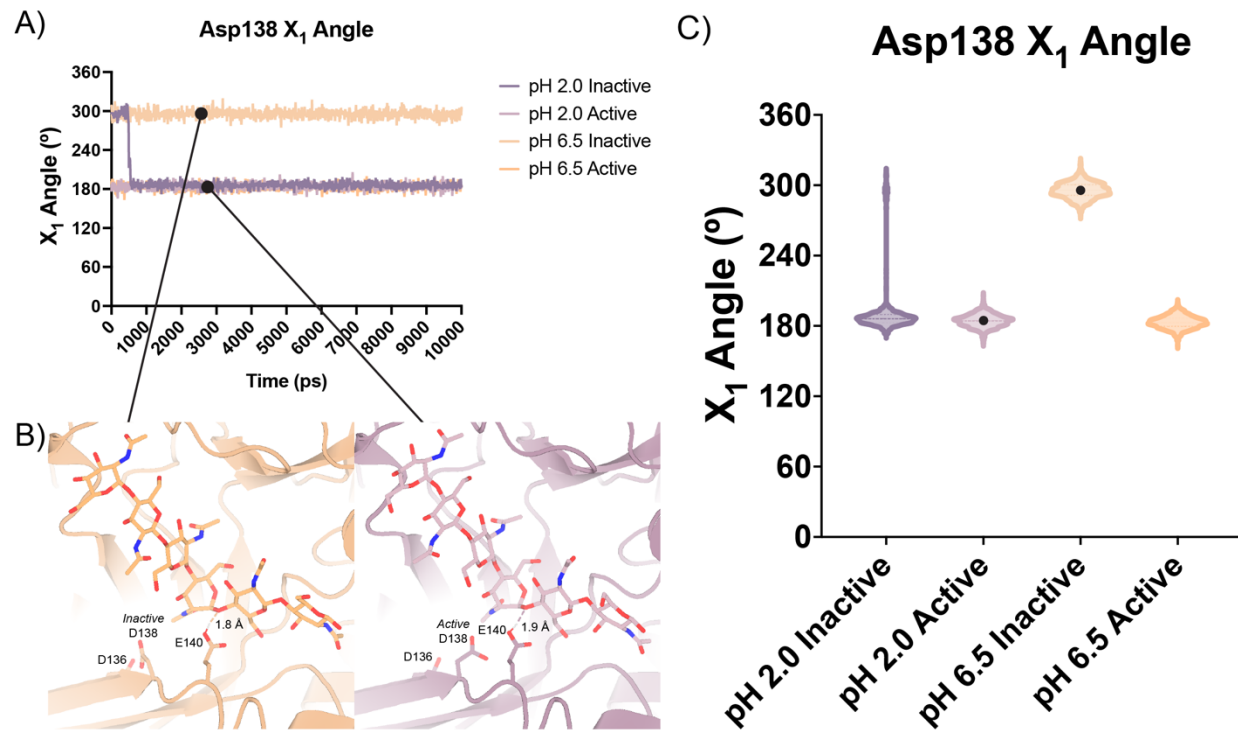 A)
Asp138 X₁ Angle
X₁ Angle (º)
360
300
240
180
120
60
0
0
1000
2000
3000
4000
5000
6000
7000
8000
9000
10000
Time (ps)
pH 2.0 Inactive
pH 2.0 Active
pH 6.5 Inactive
pH 6.5 Active
B)
Inactive
D138
D136
E140
1.8 Å
Active
D138
D136
E140
1.9 Å
C)
Asp138 X₁ Angle
X₁ Angle (º)
360
300
240
180
120
60
0
pH 2.0 Inactive
pH 2.0 Active
pH 6.5 Inactive
pH 6.5 Active